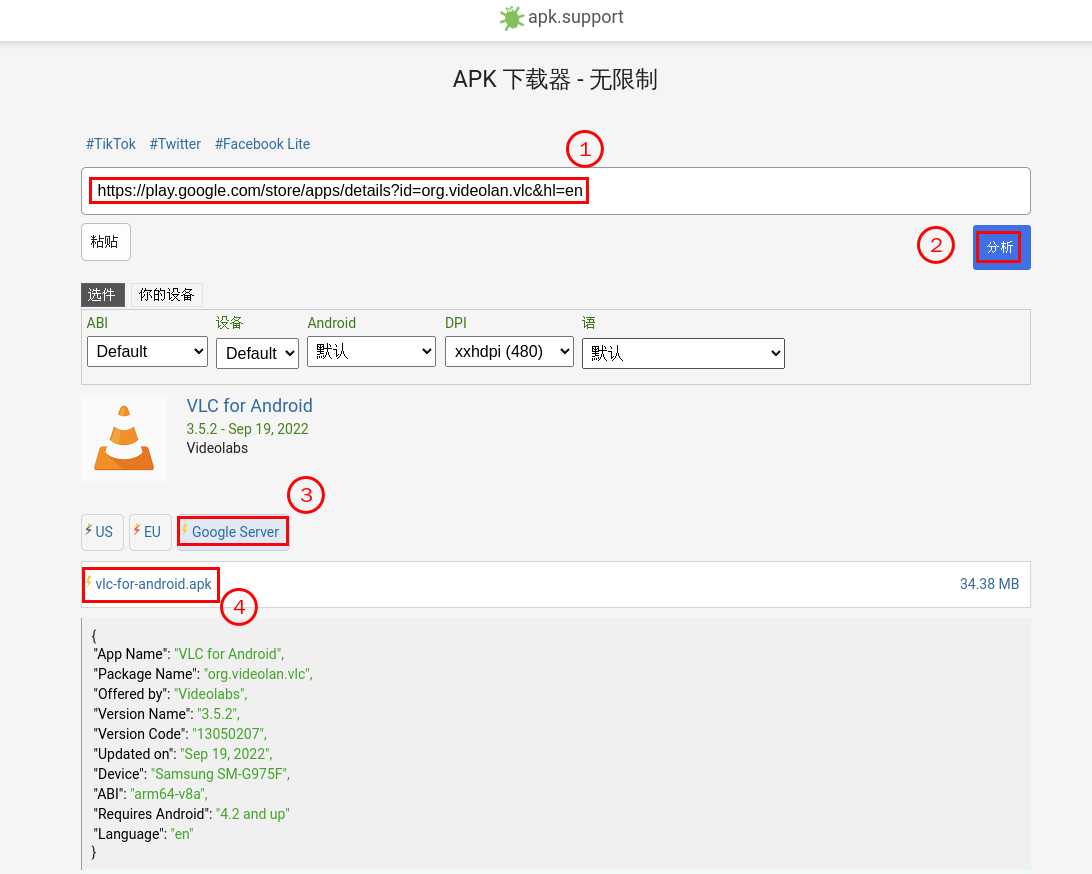 apk.support
APK 下载器 - 无限制
#TikTok #Twitter #Facebook Lite
1
https://play.google.com/store/apps/details?id=org.videolan.vlc&hl=en
粘贴
2
分析
选件 你的设备
ABI 设备 Android DPI 语
Default Default 默认 xxhdpi (480) 默认
VLC for Android
3.5.2 - Sep 19, 2022
Videolabs
3
US EU Google Server
vlc-for-android.apk 34.38 MB
4
{
"App Name": "VLC for Android",
"Package Name": "org.videolan.vlc",
"Offered by": "Videolabs",
"Version Name": "3.5.2",
"Version Code": "13050207",
"Updated on": "Sep 19, 2022",
"Device": "Samsung SM-G975F",
"ABI": "arm64-v8a",
"Requires Android": "4.2 and up"
"Language": "en"
}